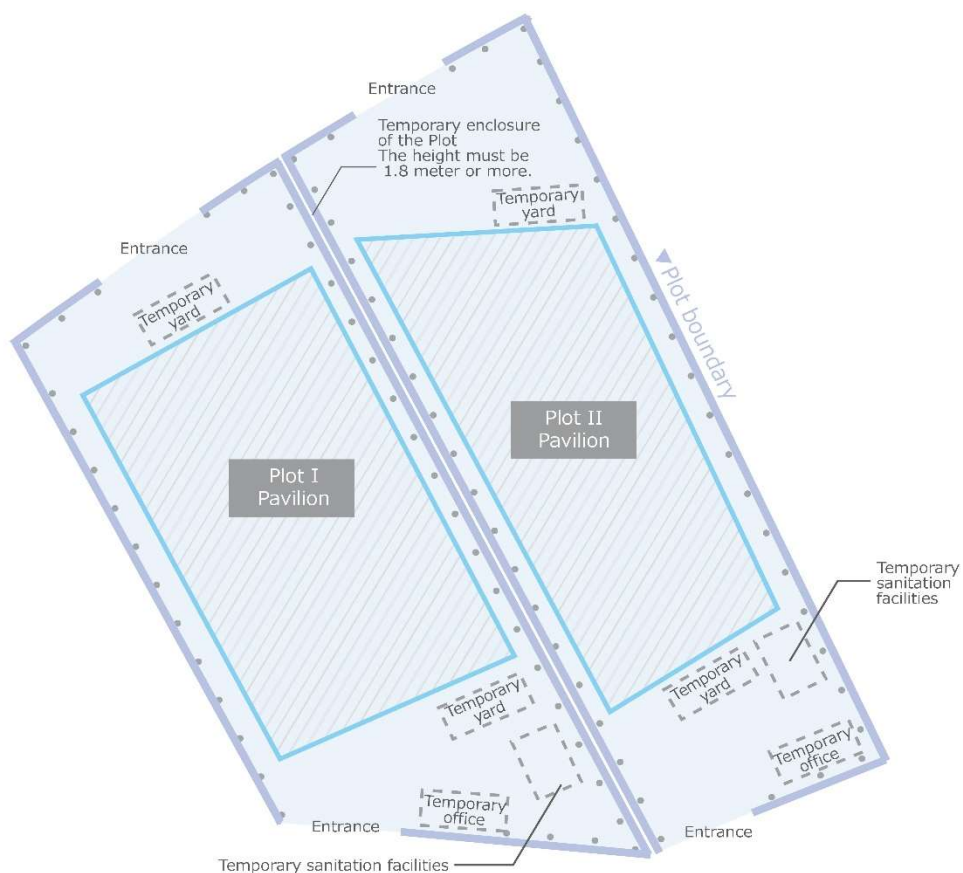 Entrance
Temporary enclosure
of the Plot
The height must be
1.8 meter or more.
Temporary
yard
Entrance
Plot boundary
Temporary
yard
Plot II
Pavilion
Plot I
Pavilion
Temporary
sanitation
facilities
Temporary
yard
Temporary
yard
Temporary
office
Temporary
office
Entrance
Entrance
Temporary sanitation facilities